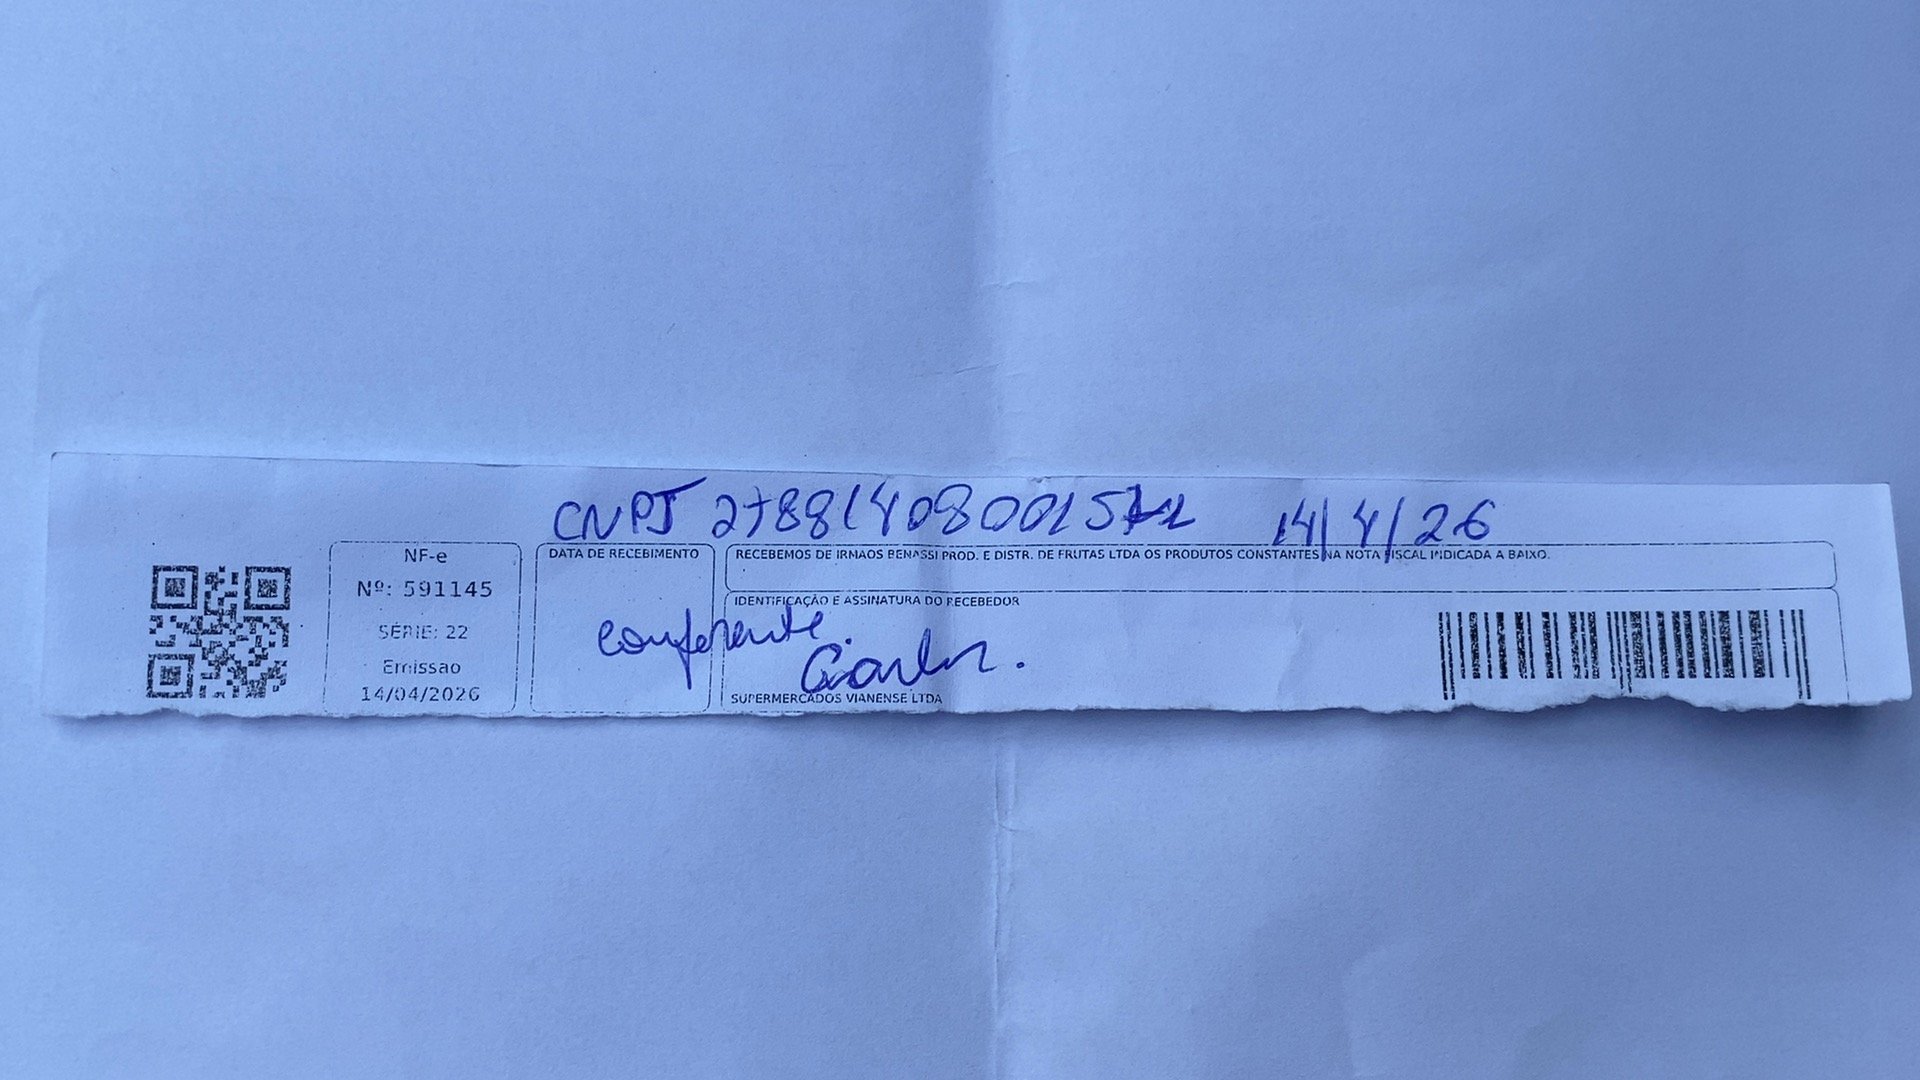 CNPJ 14/4/26
NF-e
Nº: 591145
SÉRIE: 22
Emissao
14/04/2026
DATA DE RECEBIMENTO
RECEBEMOS DE IRMAOS BENASSI PROD. E DISTR. DE FRUTAS LTDA OS PRODUTOS CONSTANTES NA NOTA FISCAL INDICADA A BAIXO.
IDENTIFICAÇÃO E ASSINATURA DO RECEBEDOR
conferente
Carlos.
SUPERMERCADOS VIANENSE LTDA